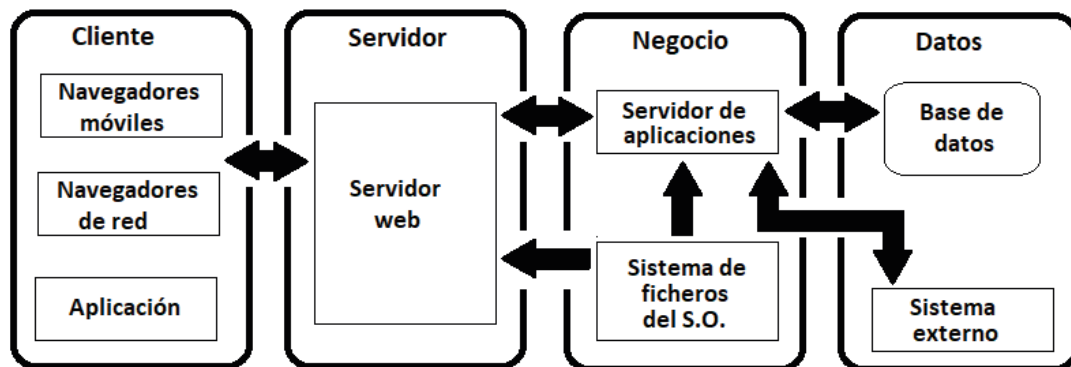 Cliente
Navegadores
móviles
Navegadores
de red
Aplicación
Servidor
Servidor
web
Negocio
Servidor de
aplicaciones
Sistema de
ficheros
del S.O.
Datos
Base de
datos
Sistema
externo